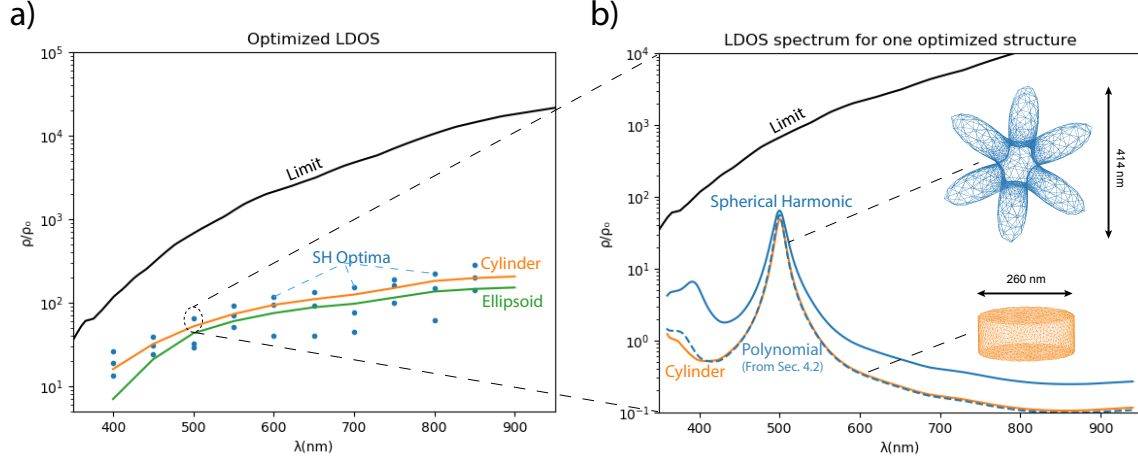 a)
Optimized LDOS
10⁵
10⁴
10³
10²
10¹
ρ/ρ₀
Limit
SH Optima
Cylinder
Ellipsoid
400 500 600 700 800 900
λ(nm)
b)
LDOS spectrum for one optimized structure
10⁴
10³
10²
10¹
10⁰
10⁻¹
ρ/ρ₀
Limit
Spherical Harmonic
414 nm
260 nm
Polynomial
(From Sec. 4.2)
Cylinder
400 500 600 700 800 900
λ(nm)